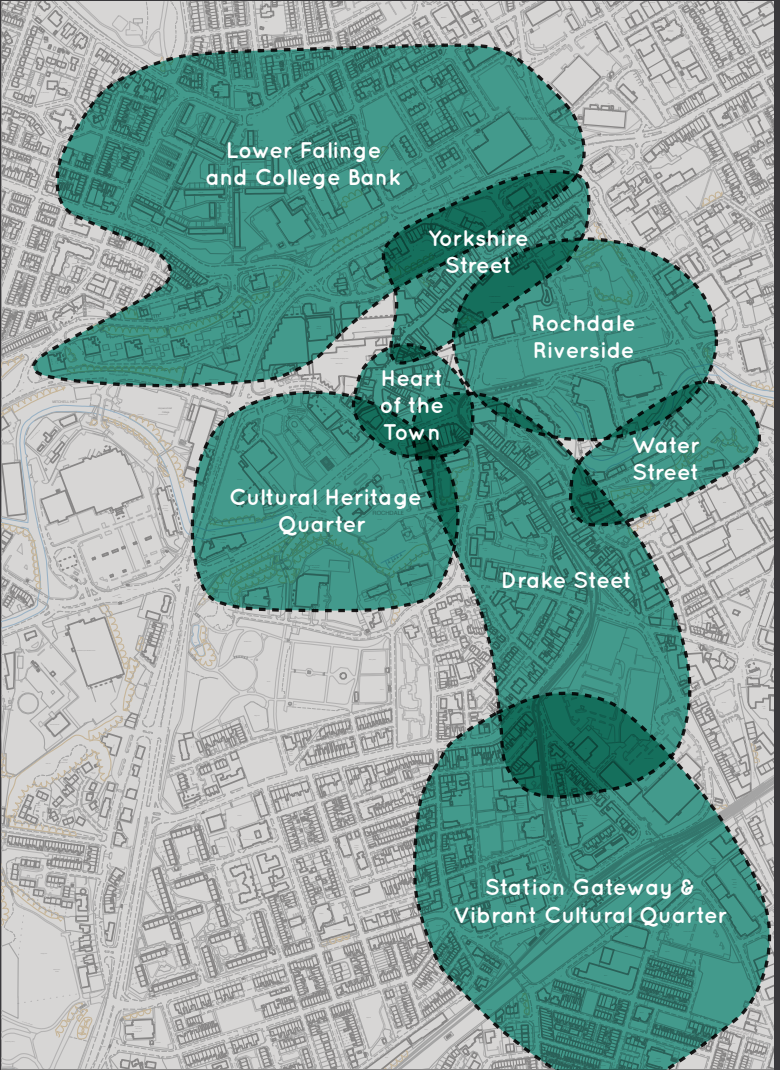 Lower Falinge
and College Bank
Yorkshire
Street
Rochdale
Riverside
Heart
of the
Town
Water
Street
Cultural Heritage
Quarter
Drake Steet
Station Gateway &
Vibrant Cultural Quarter